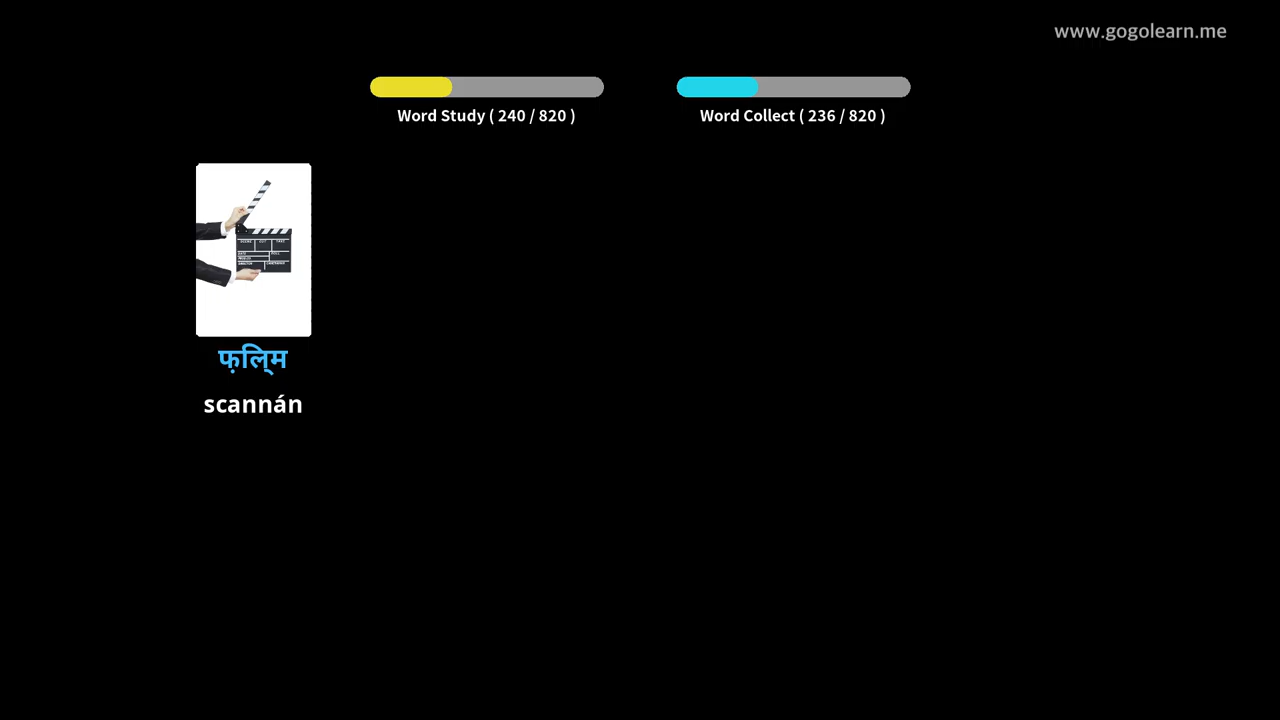 www.gogolearn.me
Word Study ( 240 / 820 )
Word Collect ( 236 / 820 )
फ़िल्म
scannán